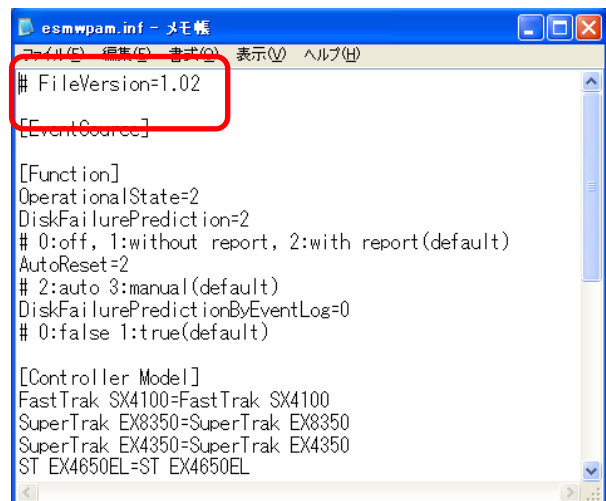 esmwpam.inf - メモ帳
ファイル(F) 編集(E) 書式(O) 表示(V) ヘルプ(H)
# FileVersion=1.02
[EventSource]
[Function]
OperationalState=2
DiskFailurePrediction=2
# 0:off, 1:without report, 2:with report(default)
AutoReset=2
# 2:auto 3:manual(default)
DiskFailurePredictionByEventLog=0
# 0:false 1:true(default)
[Controller Model]
FastTrak SX4100=FastTrak SX4100
SuperTrak EX8350=SuperTrak EX8350
SuperTrak EX4350=SuperTrak EX4350
ST EX4650EL=ST EX4650EL